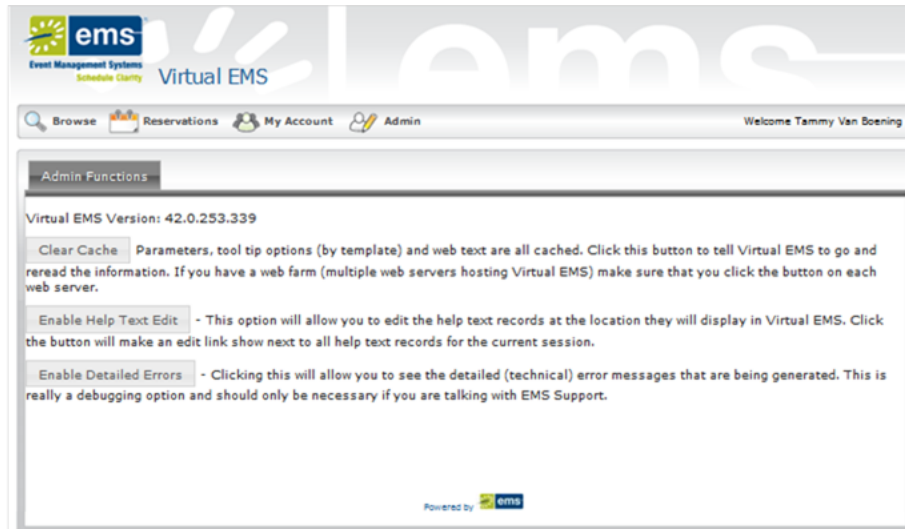 ems
Event Management Systems
Schedule Clarity
Virtual EMS
ems
Browse Reservations My Account Admin Welcome Tammy Van Boening
Admin Functions
Virtual EMS Version: 42.0.253.339
Clear Cache Parameters, tool tip options (by template) and web text are all cached. Click this button to tell Virtual EMS to go and
reread the information. If you have a web farm (multiple web servers hosting Virtual EMS) make sure that you click the button on each
web server.
Enable Help Text Edit - This option will allow you to edit the help text records at the location they will display in Virtual EMS. Click
the button will make an edit link show next to all help text records for the current session.
Enable Detailed Errors - Clicking this will allow you to see the detailed (technical) error messages that are being generated. This is
really a debugging option and should only be necessary if you are talking with EMS Support.
Powered by ems